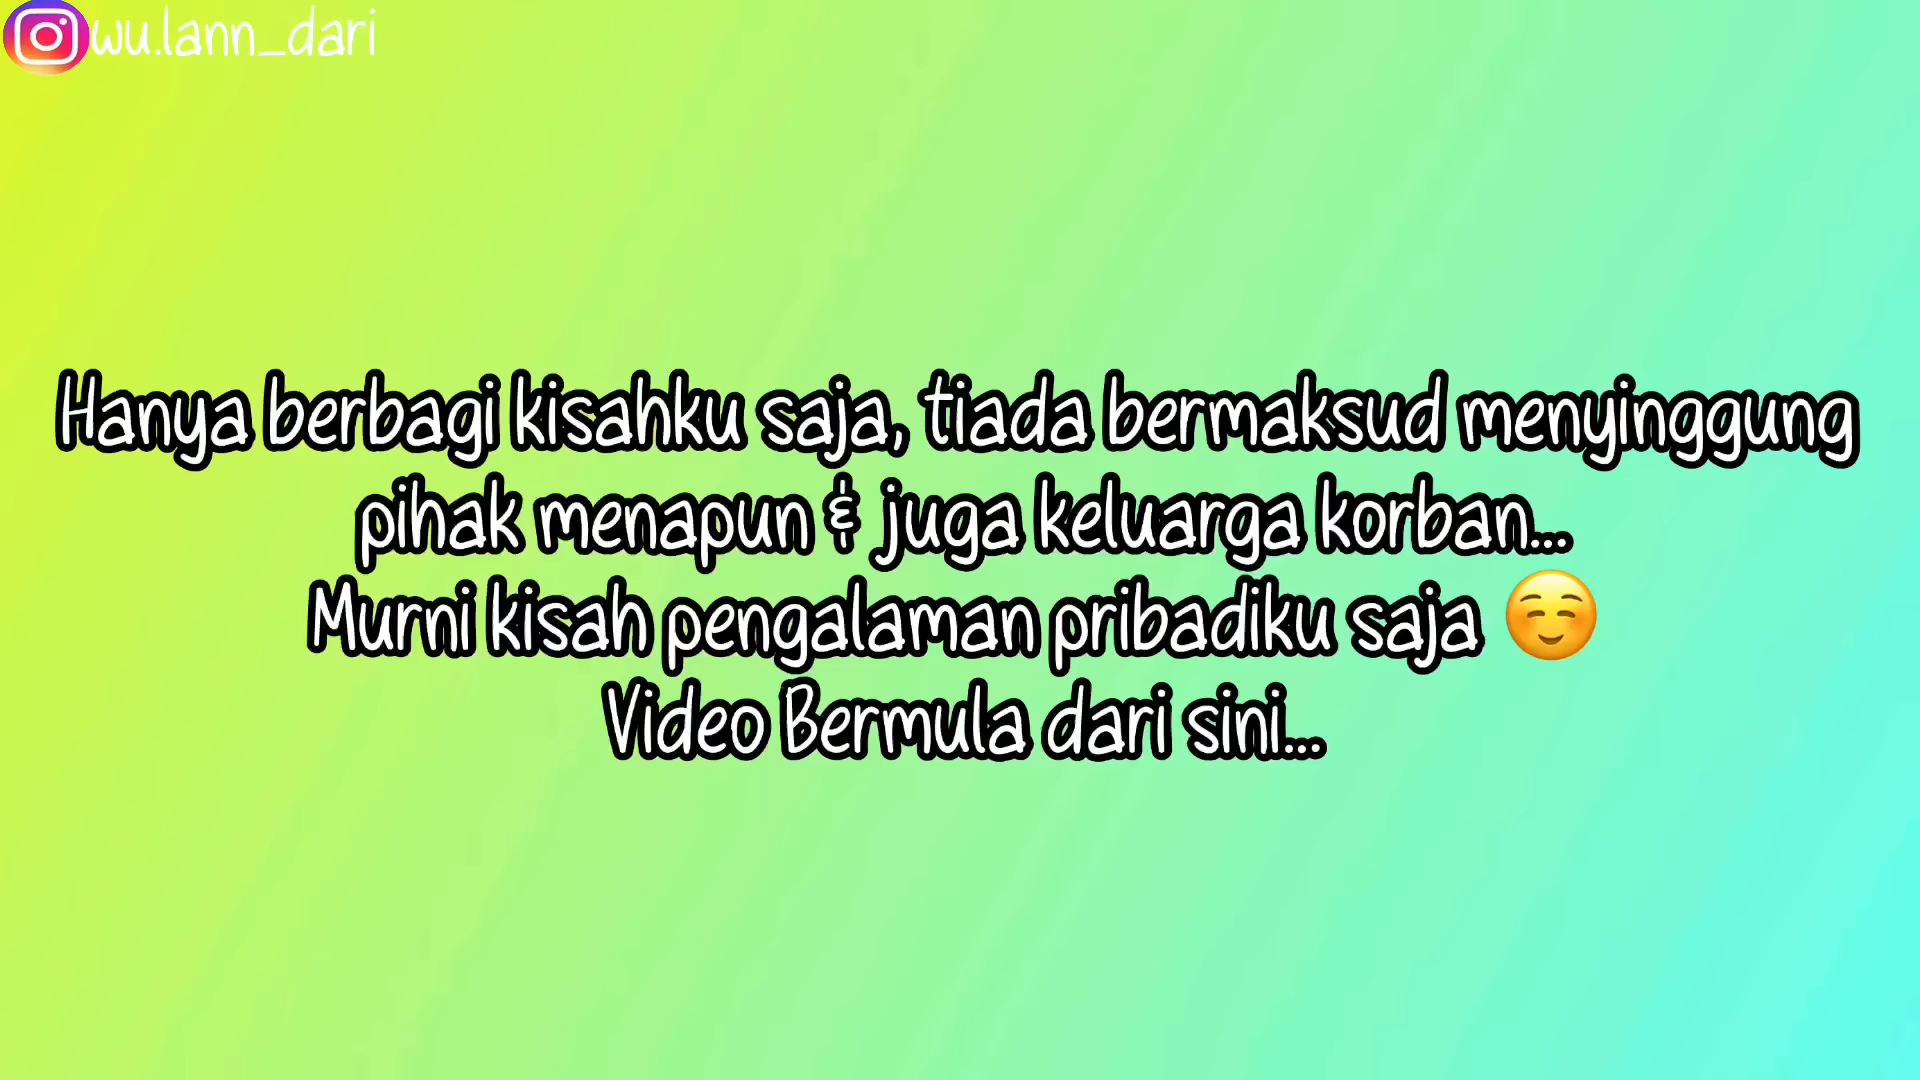 wu.lann_dari
Hanya berbagi kisahku saja, tiada bermaksud menyinggung
pihak menapun & juga keluarga korban...
Murni kisah pengalaman pribadiku saja ☺️
Video Bermula dari sini...